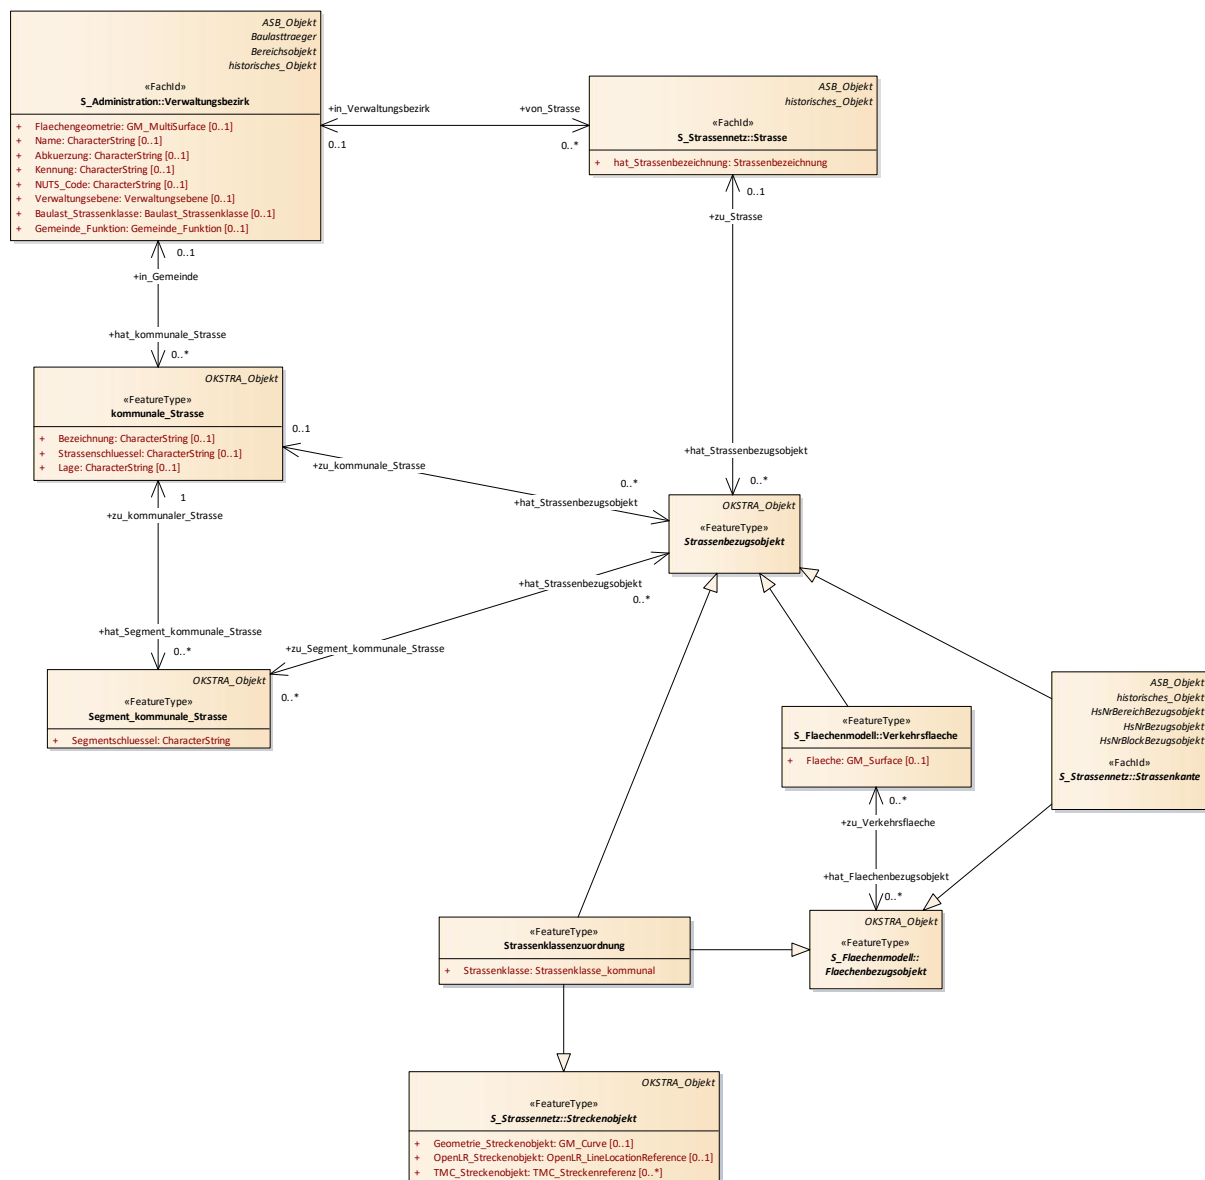 ASB_Objekt
Baulasttraeger
Bereichsobjekt
historisches_Objekt
«FachId»
S_Administration::Verwaltungsbezirk
+ Flaechengeometrie: GM_MultiSurface [0..1]
+ Name: CharacterString [0..1]
+ Abkuerzung: CharacterString [0..1]
+ Kennung: CharacterString [0..1]
+ NUTS_Code: CharacterString [0..1]
+ Verwaltungsebene: Verwaltungsebene [0..1]
+ Baulast_Strassenklasse: Baulast_Strassenklasse [0..1]
+ Gemeinde_Funktion: Gemeinde_Funktion [0..1]
+in_Verwaltungsbezirk
0..1
+von_Strasse
0..*
ASB_Objekt
historisches_Objekt
«FachId»
S_Strassennetz::Strasse
+ hat_Strassenbezeichnung: Strassenbezeichnung
0..1
+zu_Strasse
+hat_Strassenbezugsobjekt
0..*
0..1
+in_Gemeinde
+hat_kommunale_Strasse
0..*
OKSTRA_Objekt
«FeatureType»
kommunale_Strasse
+ Bezeichnung: CharacterString [0..1]
+ Strassenschluessel: CharacterString [0..1]
+ Lage: CharacterString [0..1]
0..1
+zu_kommunale_Strasse
0..*
+hat_Strassenbezugsobjekt
OKSTRA_Objekt
«FeatureType»
Strassenbezugsobjekt
1
+zu_kommunaler_Strasse
+hat_Segment_kommunale_Strasse
0..*
+hat_Strassenbezugsobjekt
0..*
+zu_Segment_kommunale_Strasse
0..*
OKSTRA_Objekt
«FeatureType»
Segment_kommunale_Strasse
+ Segmentschluessel: CharacterString
«FeatureType»
S_Flaechenmodell::Verkehrsflaeche
+ Flaeche: GM_Surface [0..1]
ASB_Objekt
historisches_Objekt
HsNrBereichBezugsobjekt
HsNrBezugsobjekt
HsNrBlockBezugsobjekt
«FachId»
S_Strassennetz::Strassenkante
0..*
+zu_Verkehrsflaeche
+hat_Flaechenbezugsobjekt
0..*
OKSTRA_Objekt
«FeatureType»
S_Flaechenmodell::
Flaechenbezugsobjekt
«FeatureType»
Strassenklassenzuordnung
+ Strassenklasse: Strassenklasse_kommunal
OKSTRA_Objekt
«FeatureType»
S_Strassennetz::Streckenobjekt
+ Geometrie_Streckenobjekt: GM_Curve [0..1]
+ OpenLR_Streckenobjekt: OpenLR_LineLocationReference [0..1]
+ TMC_Streckenobjekt: TMC_Streckenreferenz [0..*]